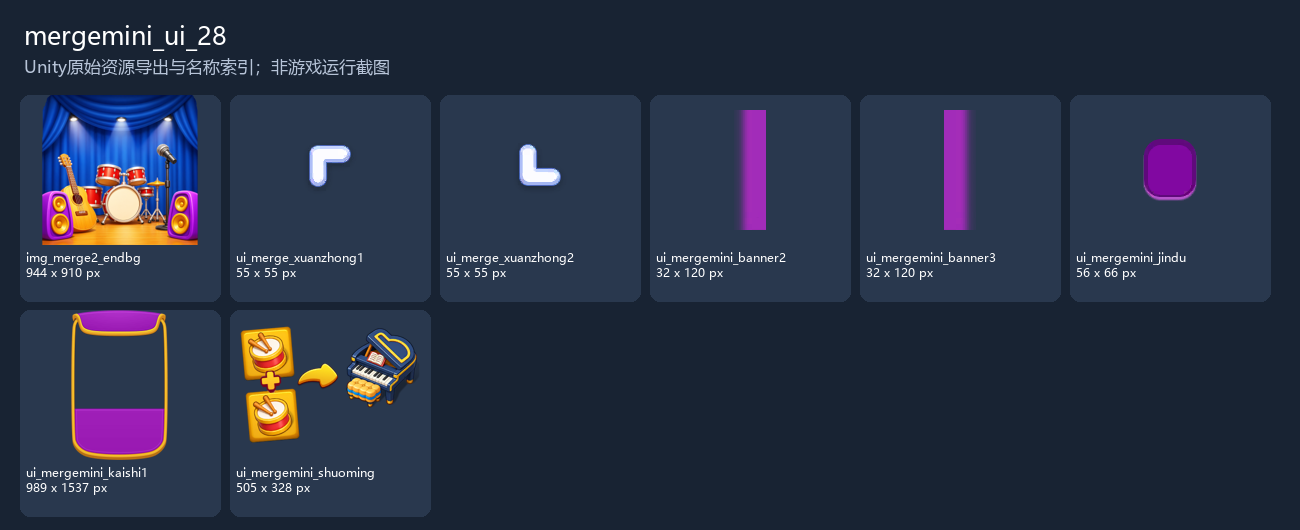 mergemini_ui_28
Unity原始资源导出与名称索引；非游戏运行截图
img_merge2_endbg
944 x 910 px
ui_merge_xuanzhong1
55 x 55 px
ui_merge_xuanzhong2
55 x 55 px
ui_mergemini_banner2
32 x 120 px
ui_mergemini_banner3
32 x 120 px
ui_mergemini_jindu
56 x 66 px
ui_mergemini_kaishi1
989 x 1537 px
ui_mergemini_shuoming
505 x 328 px